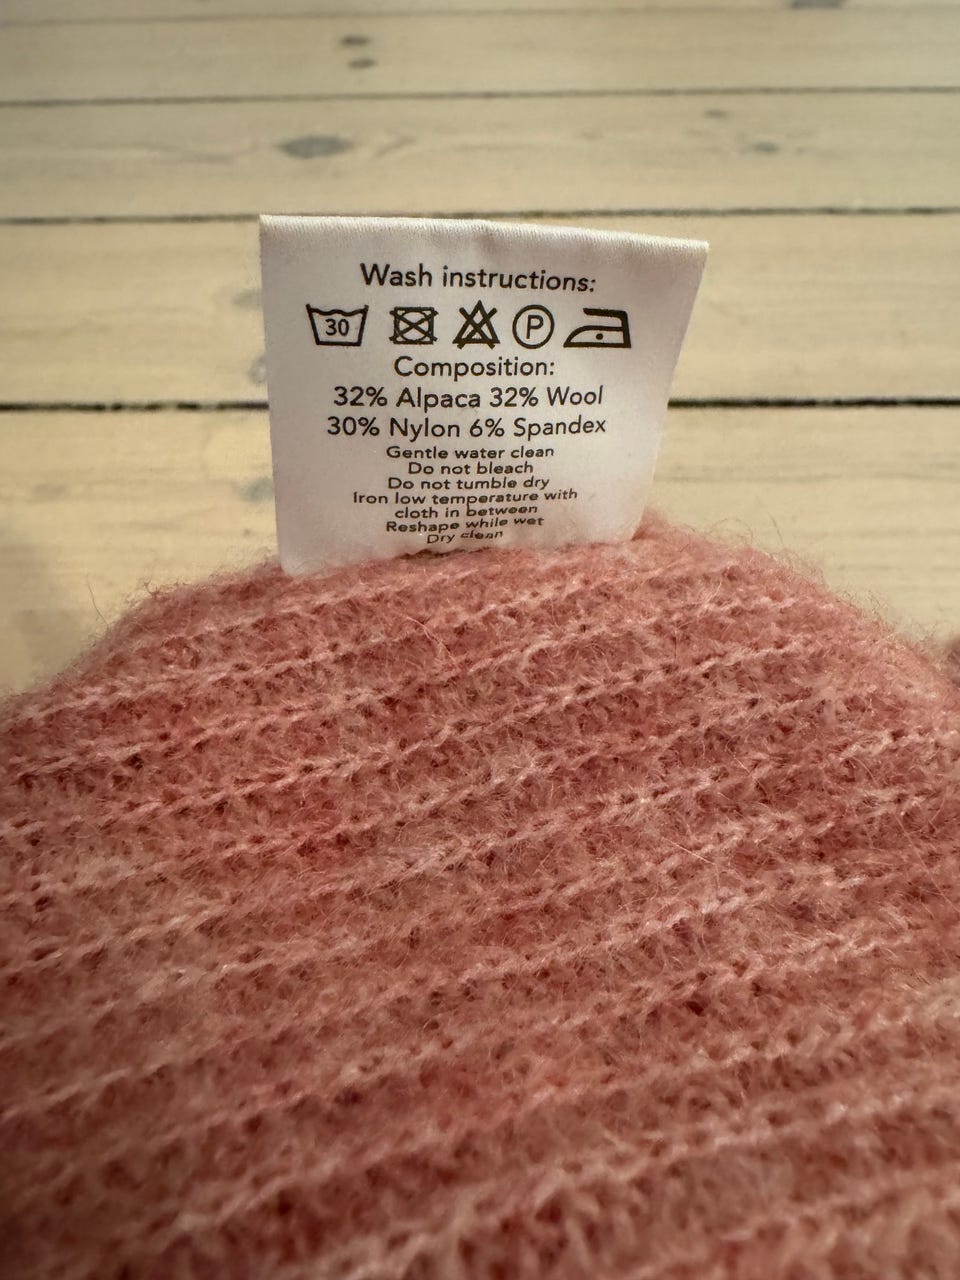 Wash instructions:
30 P
Composition:
32% Alpaca 32% Wool
30% Nylon 6% Spandex
Gentle water clean
Do not bleach
Do not tumble dry
Iron low temperature with
cloth in between
Reshape while wet
Dry clean